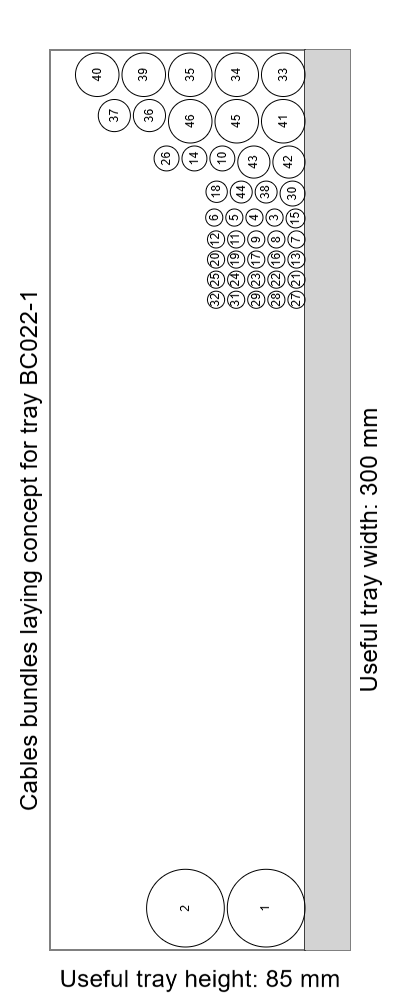 Cables bundles laying concept for tray BC022-1
40 39 35 34 33
37 36 46 45 41
26 14 10 43 42
18 44 38 30
6 5 4 3 15
12 11 9 8 7
20 19 17 16 13
25 24 23 22 21
32 31 29 28 27
2 1
Useful tray width: 300 mm
Useful tray height: 85 mm